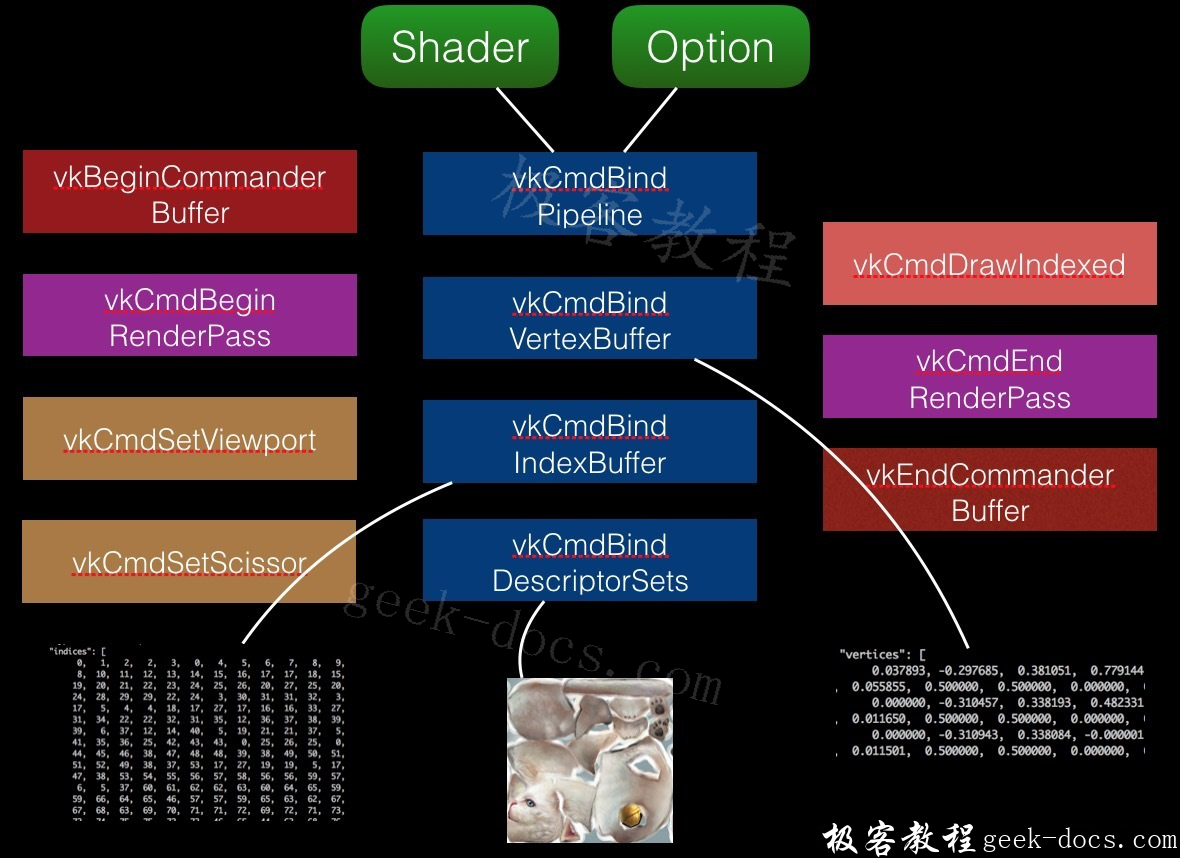 Shader
Option
vkBeginCommander
Buffer
vkCmdBegin
RenderPass
vkCmdSetViewport
vkCmdSetScissor
vkCmdBind
Pipeline
vkCmdBind
VertexBuffer
vkCmdBind
IndexBuffer
vkCmdBind
DescriptorSets
vkCmdDrawIndexed
vkCmdEnd
RenderPass
vkEndCommander
Buffer
极客教程
geek-docs.com
"indices": [
0, 1, 2, 2, 3, 0, 4, 5, 6, 7, 8, 9,
8, 10, 11, 12, 13, 14, 15, 16, 17, 17, 18, 15,
19, 20, 21, 22, 23, 24, 25, 26, 20, 27, 25, 20,
24, 28, 29, 29, 22, 24, 3, 30, 31, 31, 32, 3,
17, 5, 4, 4, 18, 17, 27, 17, 16, 16, 33, 27,
31, 34, 22, 22, 32, 31, 35, 12, 36, 37, 38, 39,
39, 6, 37, 12, 14, 40, 5, 19, 21, 21, 37, 5,
41, 35, 36, 25, 42, 43, 43, 0, 25, 26, 25, 0,
44, 45, 46, 38, 47, 48, 48, 39, 38, 49, 50, 51,
51, 52, 49, 38, 37, 53, 17, 27, 19, 19, 5, 17,
47, 38, 53, 54, 55, 56, 57, 58, 56, 56, 59, 57,
6, 5, 37, 60, 61, 62, 62, 63, 60, 64, 65, 59,
59, 66, 64, 65, 46, 57, 57, 59, 65, 63, 62, 67,
67, 68, 63, 69, 70, 71, 71, 72, 69, 72, 71, 73,
"vertices": [
0.037893, -0.297685, 0.381051, 0.779144
, 0.055855, 0.500000, 0.500000, 0.000000,
0.000000, -0.310457, 0.338193, 0.482331
, 0.011650, 0.500000, 0.500000, 0.000000,
0.000000, -0.310943, 0.338084, -0.000001
, 0.011501, 0.500000, 0.500000, 0.000000,
极客教程geek-docs.com